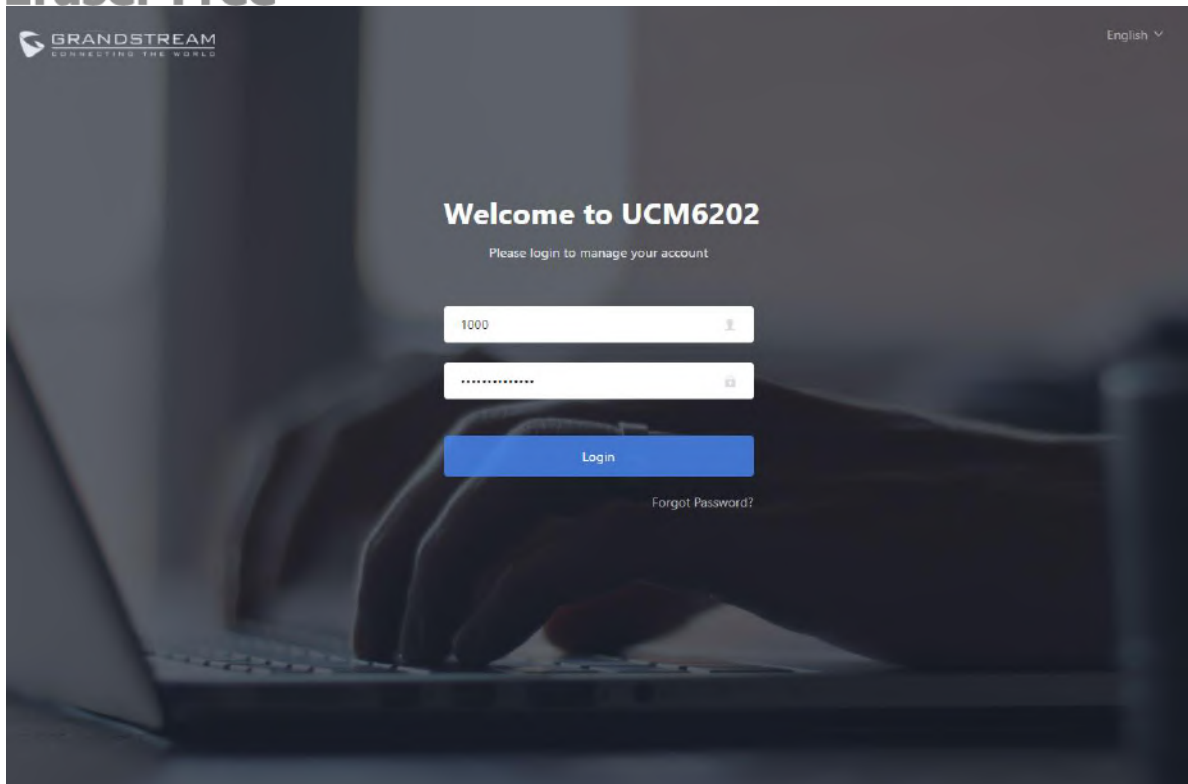 GRANDSTREAM
CONNECTING THE WORLD
English
Welcome to UCM6202
Please login to manage your account
1000
••••••••••••••
Login
Forgot Password?